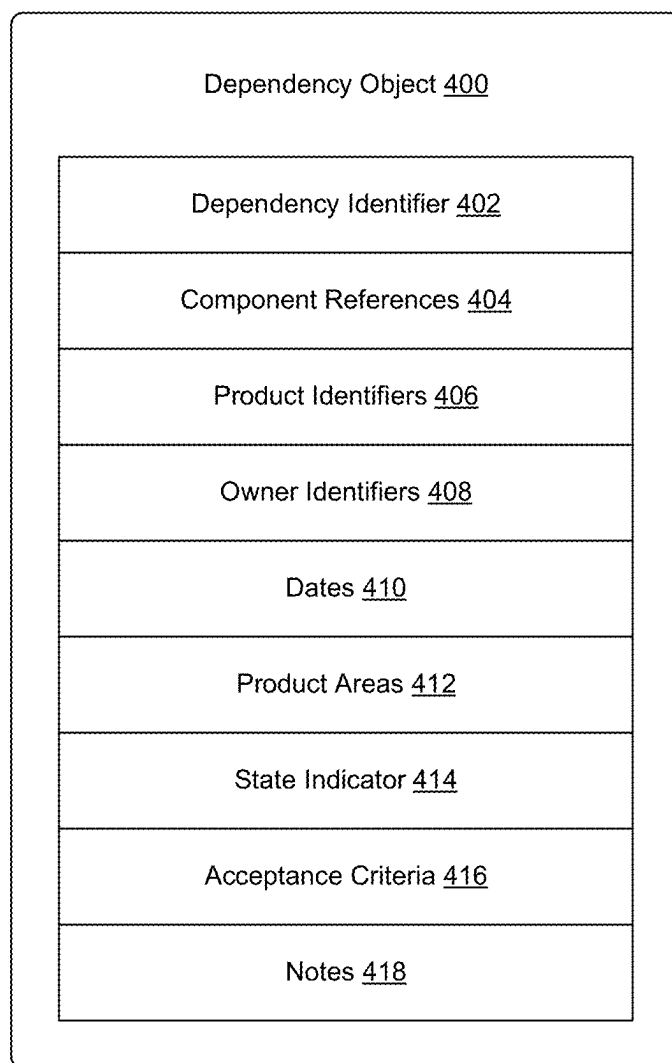 Dependency Object 400
Dependency Identifier 402
Component References 404
Product Identifiers 406
Owner Identifiers 408
Dates 410
Product Areas 412
State Indicator 414
Acceptance Criteria 416
Notes 418